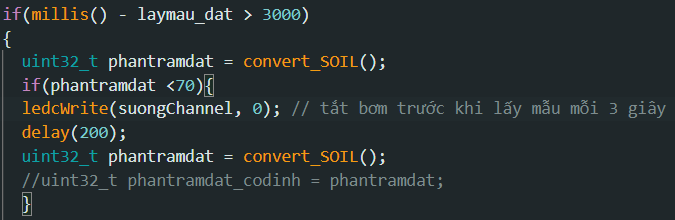 if(millis() - laymau_dat > 3000)
{
uint32_t phantramdat = convert_SOIL();
if(phantramdat <70){
ledcWrite(suongChannel, 0); // tắt bơm trước khi lấy mẫu mỗi 3 giây
delay(200);
uint32_t phantramdat = convert_SOIL();
//uint32_t phantramdat_codinh = phantramdat;
}